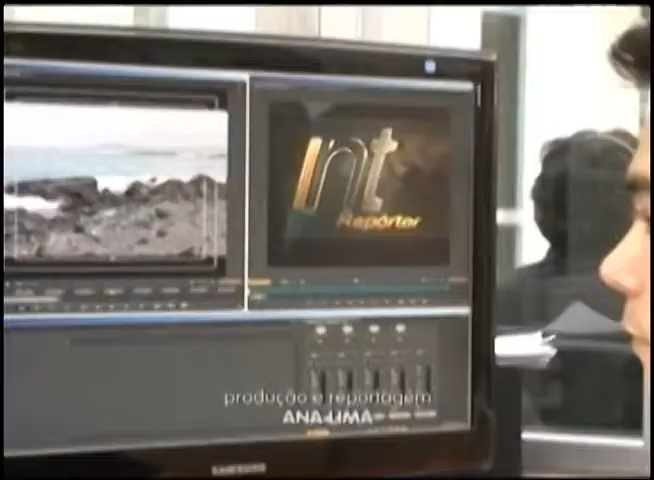 int
Repórter
produção e reportagem
ANA LIMA
SAMSUNG